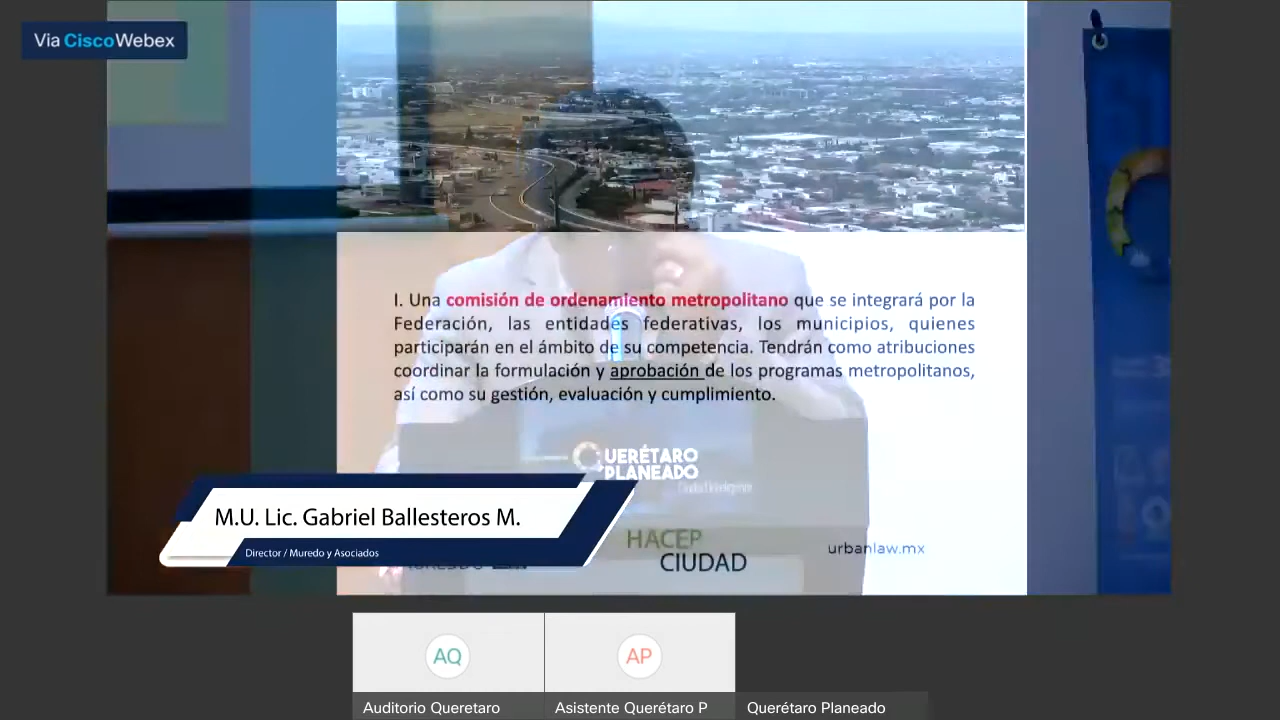 Via Cisco Webex
I. Una comisión de ordenamiento metropolitano que se integrará por la
Federación, las entidades federativas, los municipios, quienes
participarán en el ámbito de su competencia. Tendrán como atribuciones
coordinar la formulación y aprobación de los programas metropolitanos,
así como su gestión, evaluación y cumplimiento.
QUERÉTARO
PLANEADO
M.U. Lic. Gabriel Ballesteros M.
Director / Muredo y Asociados
HACEP
CIUDAD
urbanlaw.mx
AQ
AP
Auditorio Queretaro
Asistente Querétaro P
Querétaro Planeado